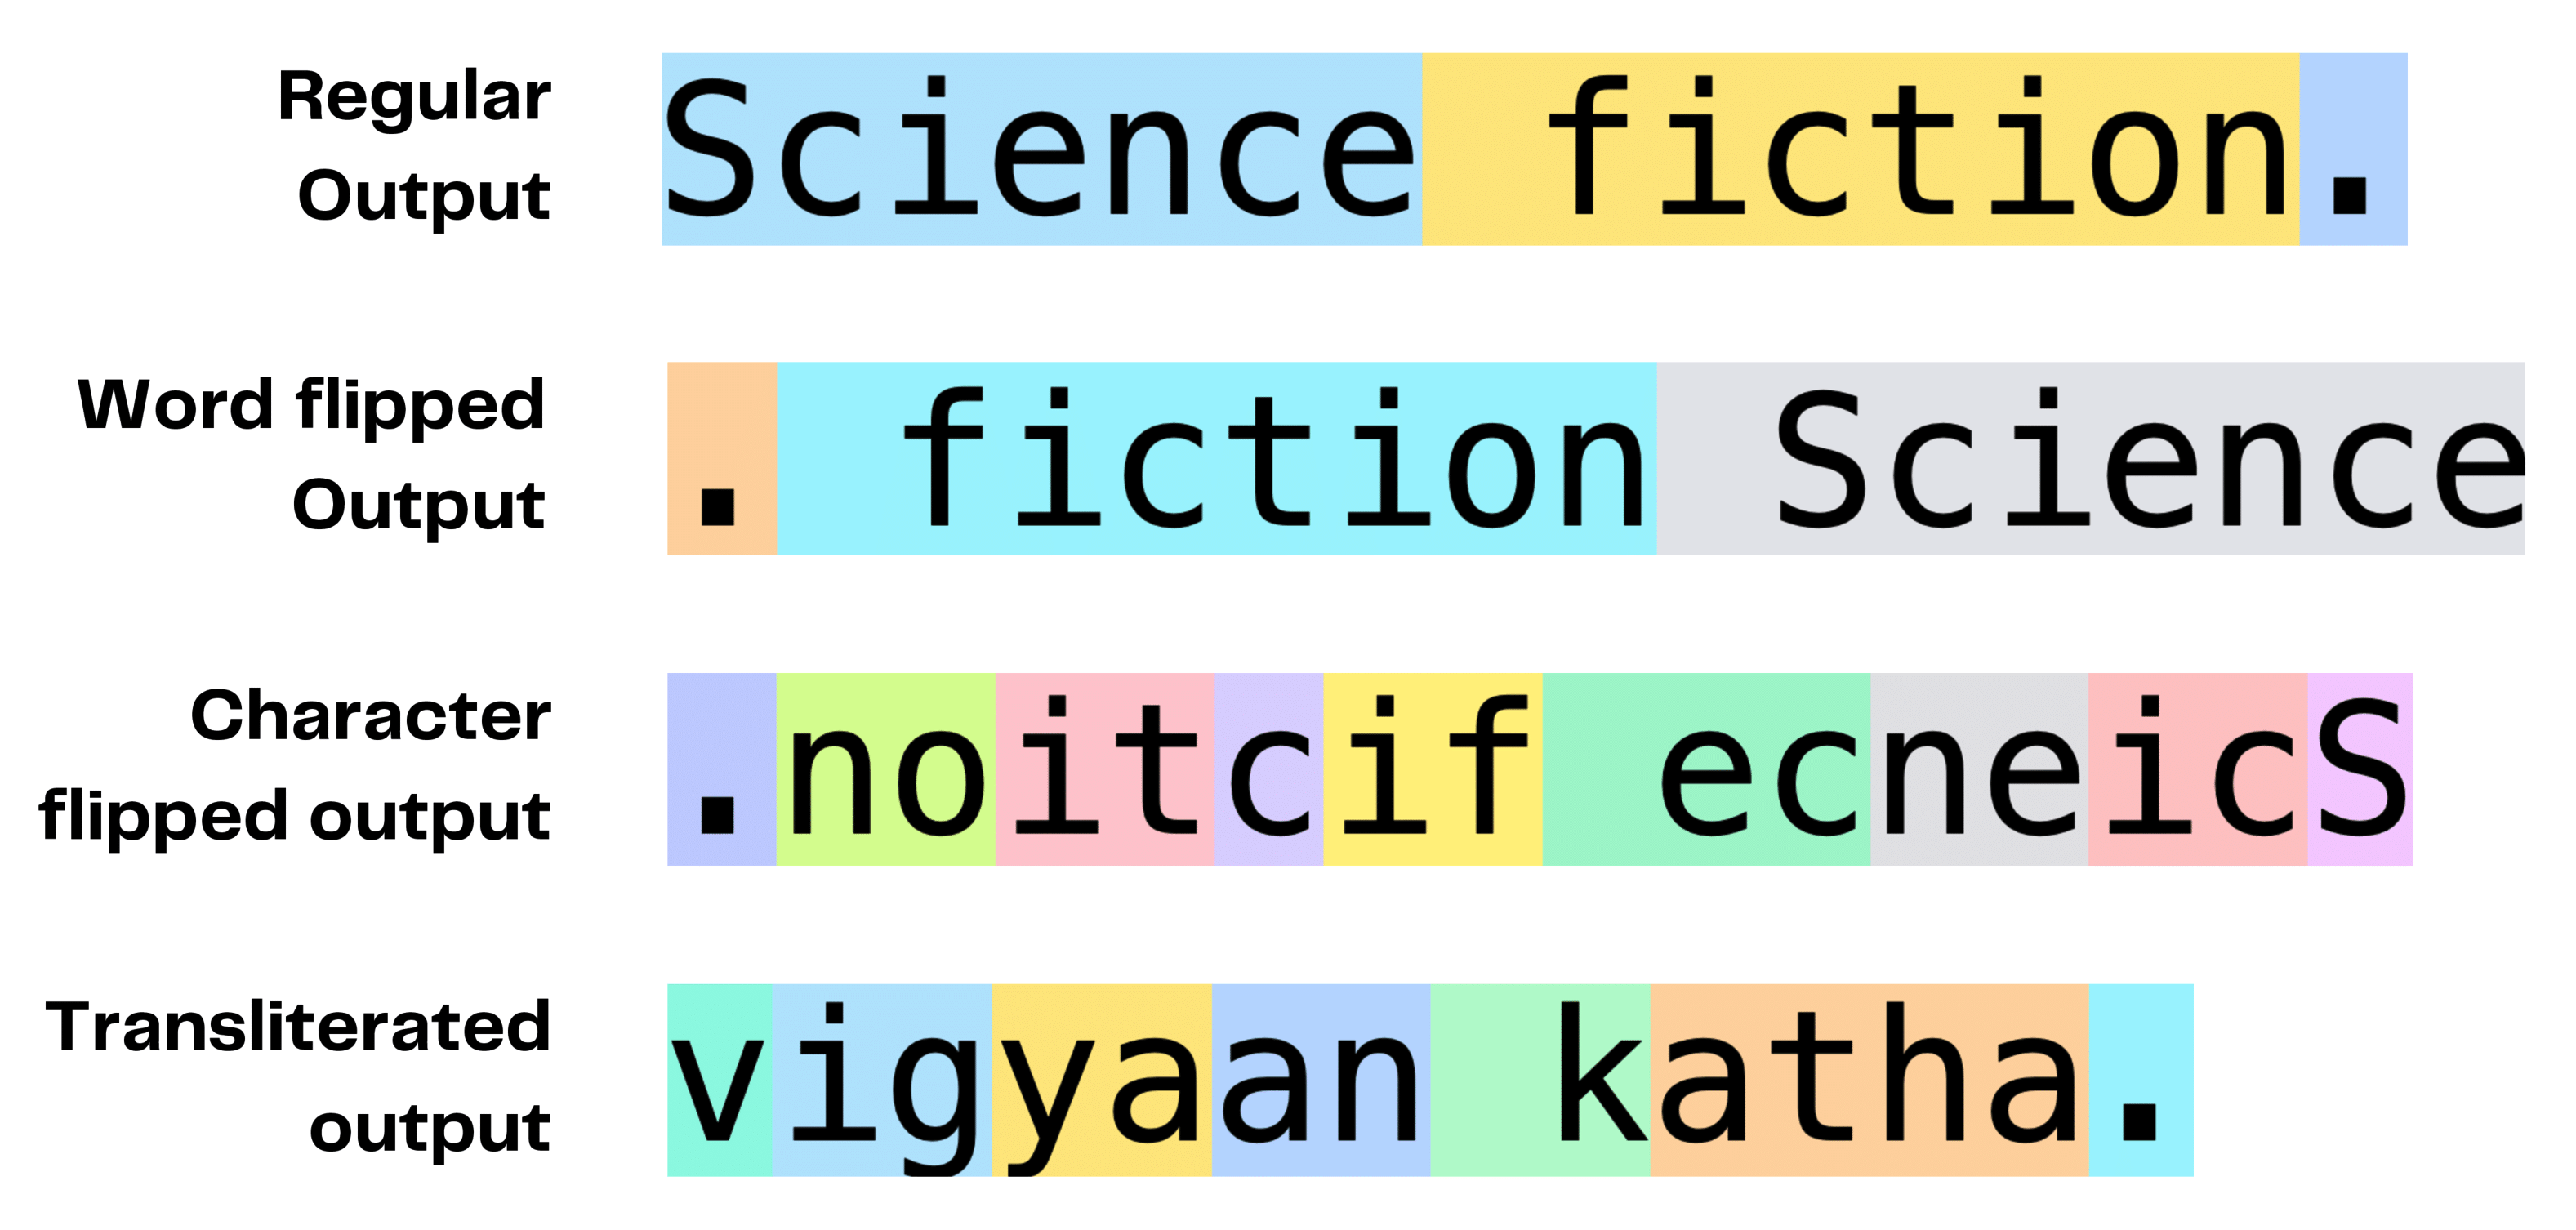 Regular
Output
Science fiction.
Word flipped
Output
. fiction Science
Character
flipped output
.noitcif ecneicS
Transliterated
output
vigyaan katha.